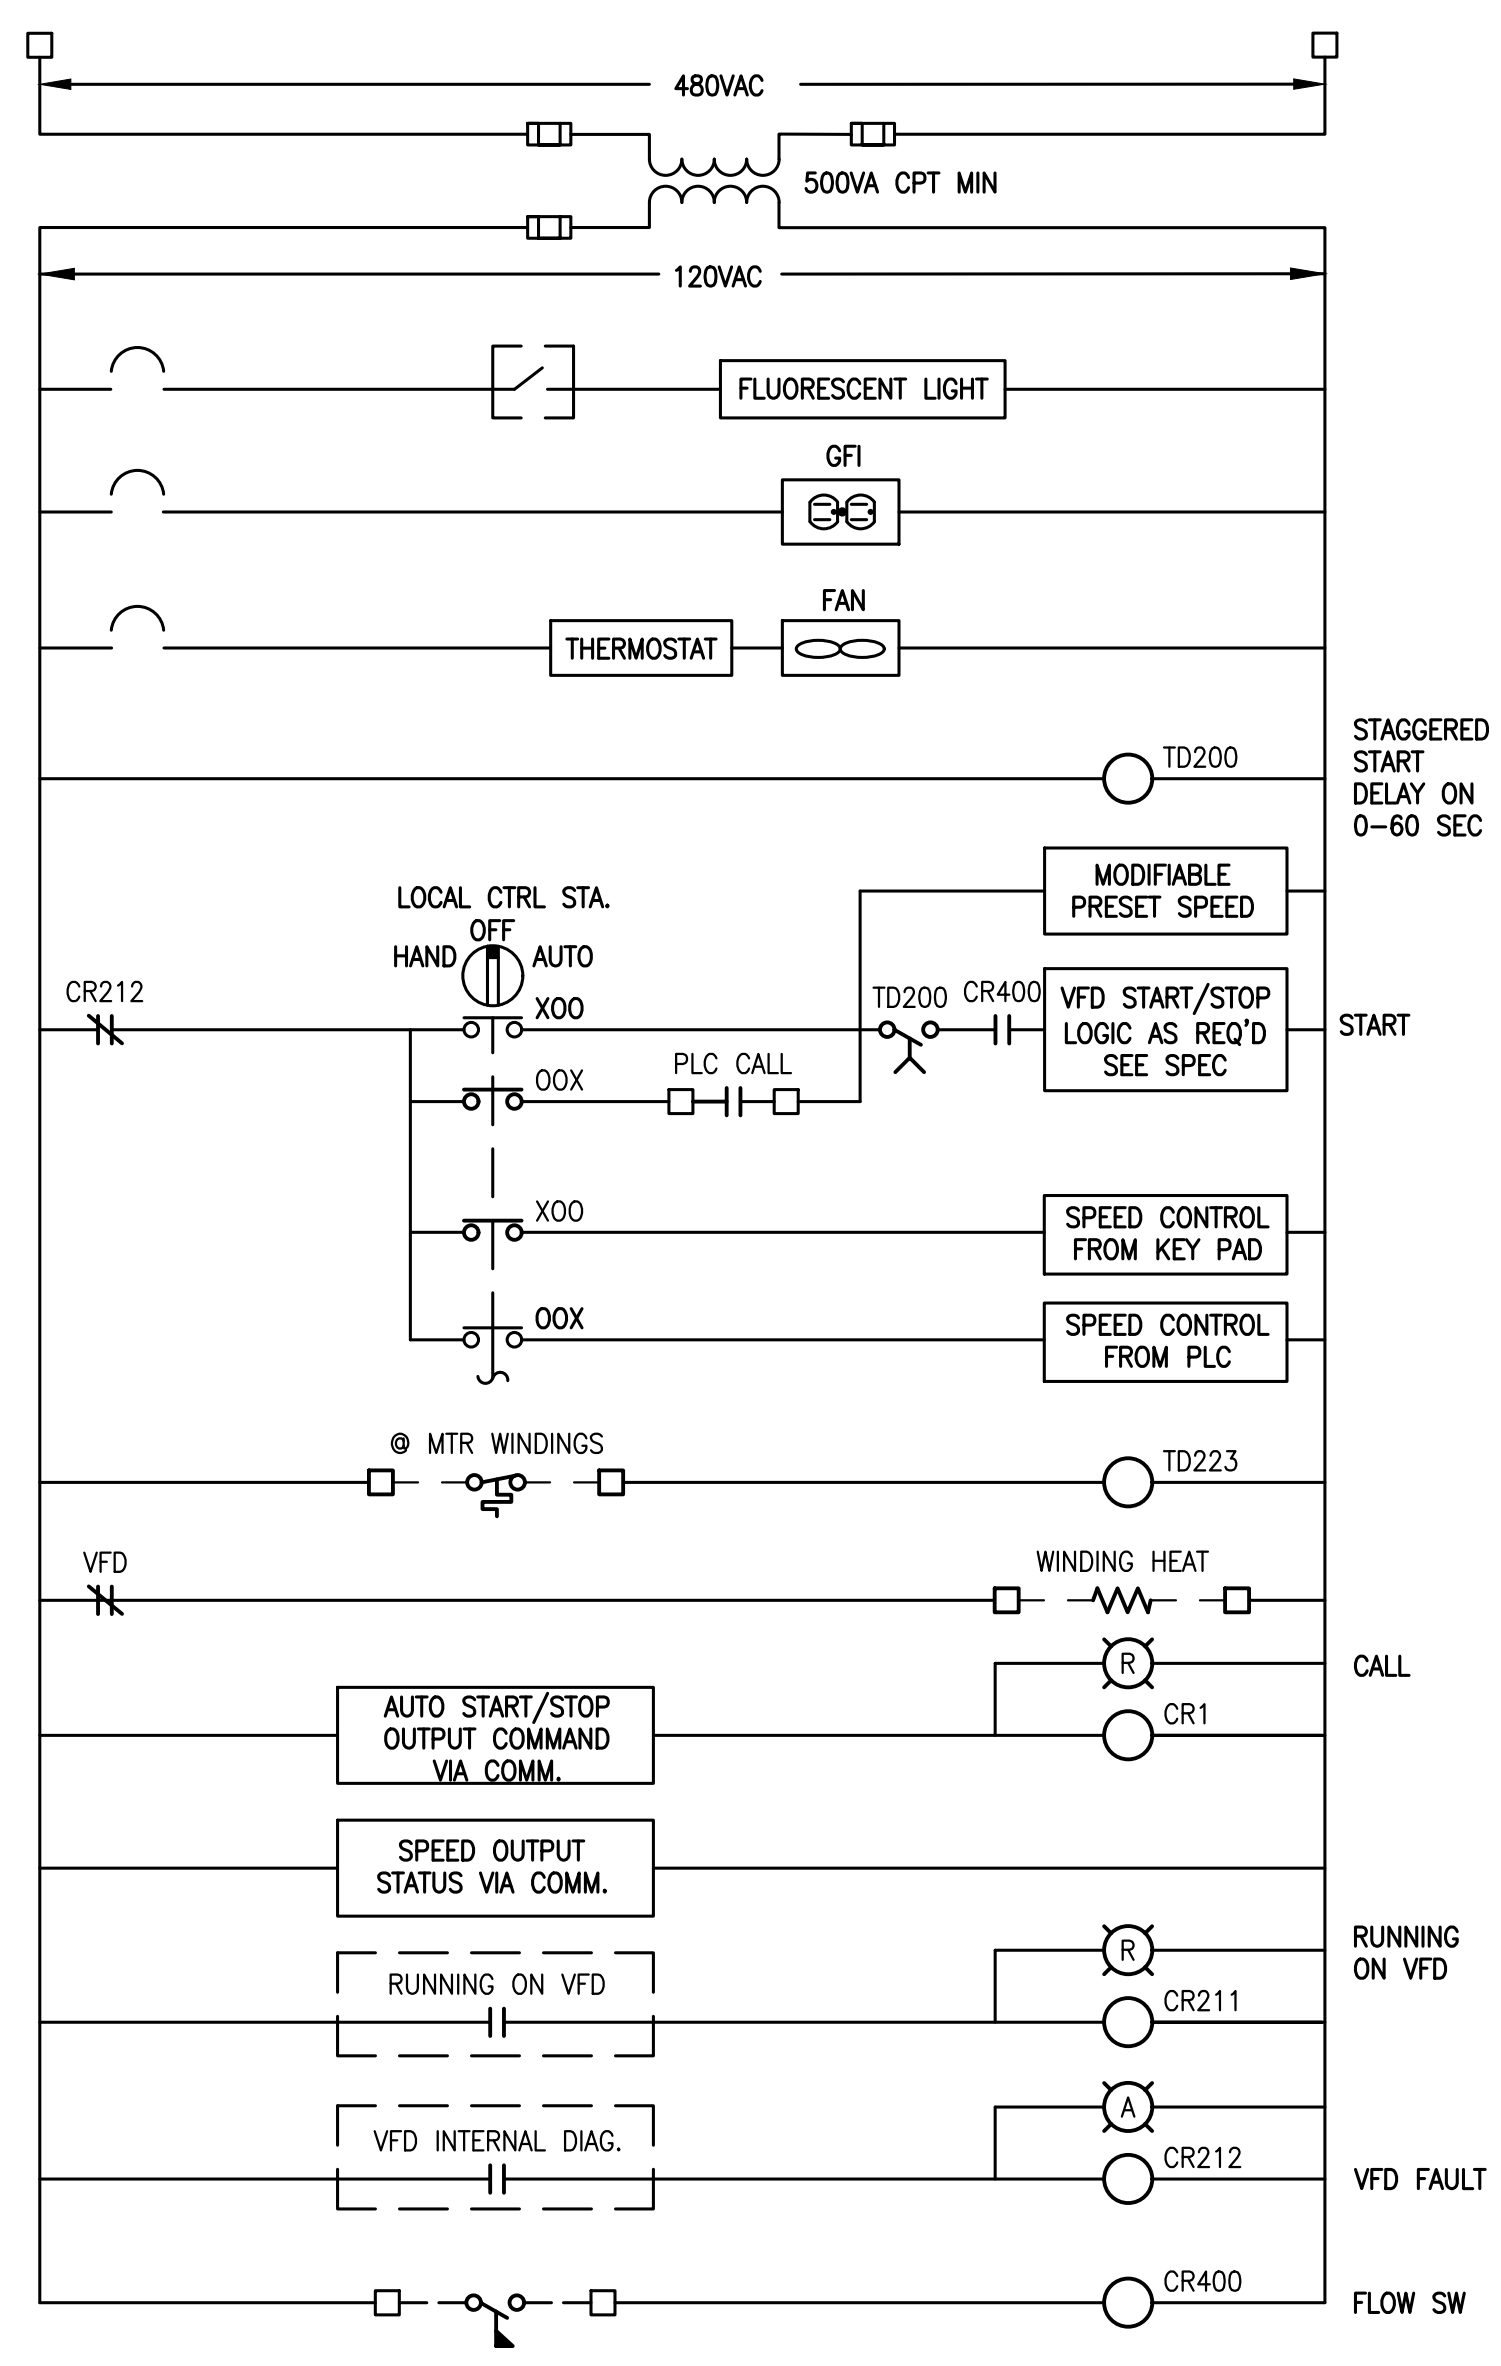 480VAC
500VA CPT MIN
120VAC
FLUORESCENT LIGHT
GFI
FAN
THERMOSTAT
TD200
STAGGERED
START
DELAY ON
0-60 SEC
MODIFIABLE
PRESET SPEED
LOCAL CTRL STA.
OFF
HAND
AUTO
CR212
XOO
TD200
CR400
VFD START/STOP
LOGIC AS REQ'D
SEE SPEC
START
OOX
PLC CALL
XOO
SPEED CONTROL
FROM KEY PAD
OOX
SPEED CONTROL
FROM PLC
@ MTR WINDINGS
TD223
VFD
WINDING HEAT
R
CALL
AUTO START/STOP
OUTPUT COMMAND
VIA COMM.
CR1
SPEED OUTPUT
STATUS VIA COMM.
R
RUNNING
ON VFD
RUNNING ON VFD
CR211
A
VFD INTERNAL DIAG.
CR212
VFD FAULT
CR400
FLOW SW